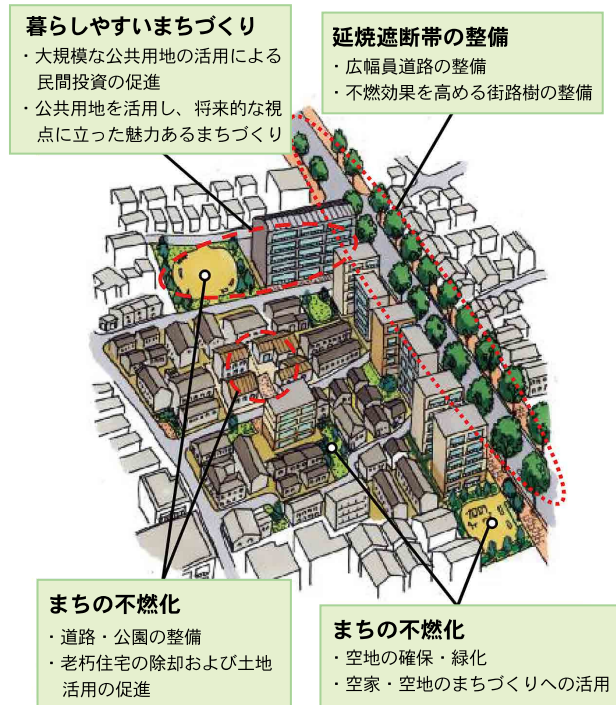 暮らしやすいまちづくり
・大規模な公共用地の活用による
民間投資の促進
・公共用地を活用し、将来的な視
点に立った魅力あるまちづくり
延焼遮断帯の整備
・広幅員道路の整備
・不燃効果を高める街路樹の整備
まちの不燃化
・道路・公園の整備
・老朽住宅の除却および土地
活用の促進
まちの不燃化
・空地の確保・緑化
・空家・空地のまちづくりへの活用